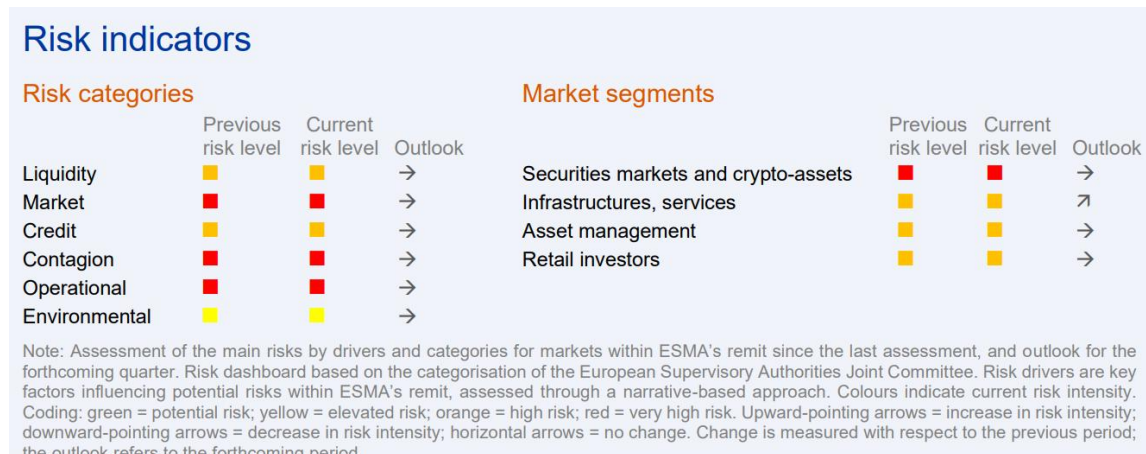 Risk indicators
Risk categories
Previous risk level Current risk level Outlook
Liquidity → 
Market →
Credit →
Contagion →
Operational →
Environmental →
Market segments
Previous risk level Current risk level Outlook
Securities markets and crypto-assets →
Infrastructures, services ↗
Asset management →
Retail investors →
Note: Assessment of the main risks by drivers and categories for markets within ESMA's remit since the last assessment, and outlook for the
forthcoming quarter. Risk dashboard based on the categorisation of the European Supervisory Authorities Joint Committee. Risk drivers are key
factors influencing potential risks within ESMA's remit, assessed through a narrative-based approach. Colours indicate current risk intensity.
Coding: green = potential risk; yellow = elevated risk; orange = high risk; red = very high risk. Upward-pointing arrows = increase in risk intensity;
downward-pointing arrows = decrease in risk intensity; horizontal arrows = no change. Change is measured with respect to the previous period;
the outlook refers to the forthcoming period.